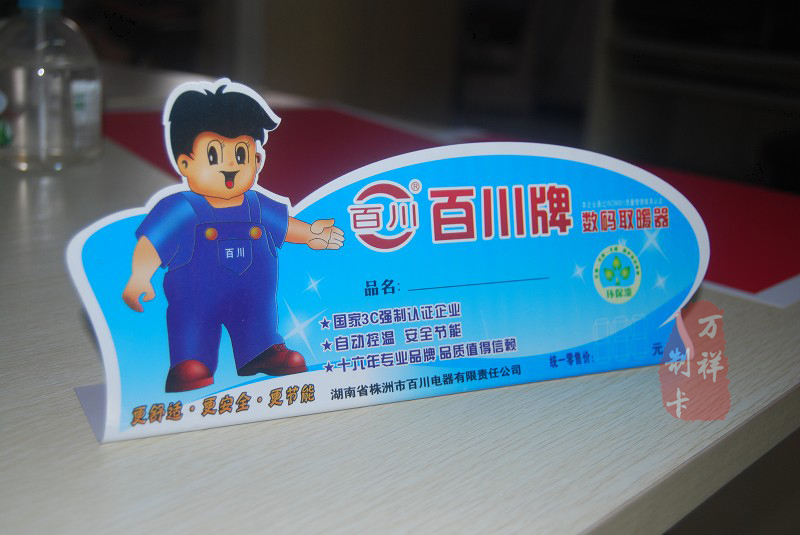 百川®
百川牌 数码取暖器
百川
品名:
★国家3C强制认证企业
★自动控温 安全节能
★十六年专业品牌 品质值得信赖
环保漆
统一零售价: 元
更舒适·更安全·更节能
湖南省株洲市百川电器有限责任公司
万祥制卡